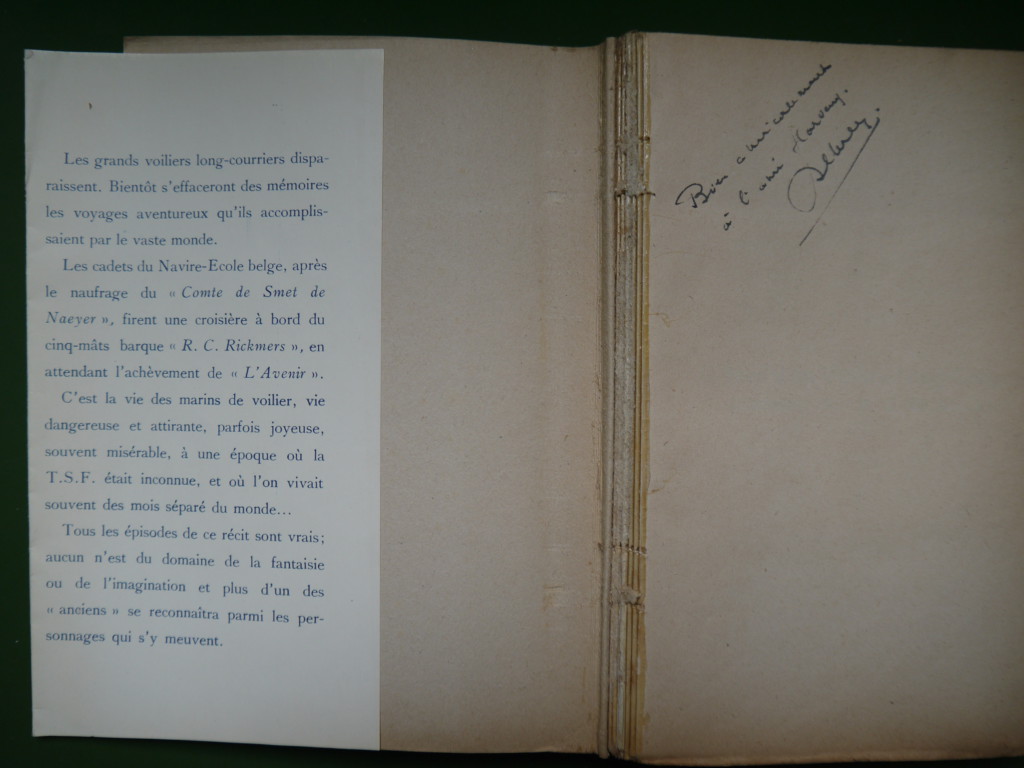 Les grands voiliers long-courriers dispa-
raissent. Bientôt s'effaceront des mémoires
les voyages aventureux qu'ils accomplis-
saient par le vaste monde.
Les cadets du Navire-Ecole belge, après
le naufrage du « Comte de Smet de
Naeyer », firent une croisière à bord du
cinq-mâts barque « R. C. Rickmers », en
attendant l'achèvement de « L'Avenir ».
C'est la vie des marins de voilier, vie
dangereuse et attirante, parfois joyeuse,
souvent misérable, à une époque où la
T.S.F. était inconnue, et où l'on vivait
souvent des mois séparé du monde...
Tous les épisodes de ce récit sont vrais;
aucun n'est du domaine de la fantaisie
ou de l'imagination et plus d'un des
« anciens » se reconnaîtra parmi les per-
sonnages qui s'y meuvent.
Bien amicalement
à l'ami